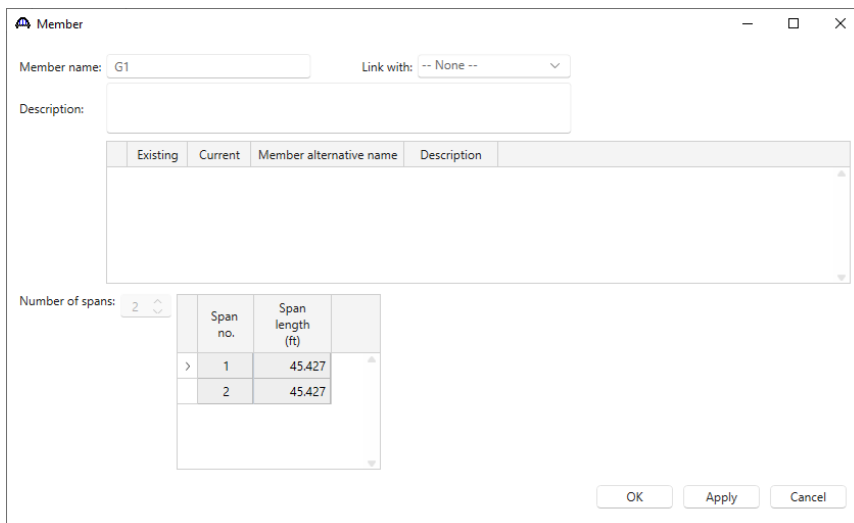 Member
Member name: G1 Link with: -- None --
Description:
Existing Current Member alternative name Description
Number of spans: 2
Span no. Span length (ft)
1 45.427
2 45.427
OK Apply Cancel